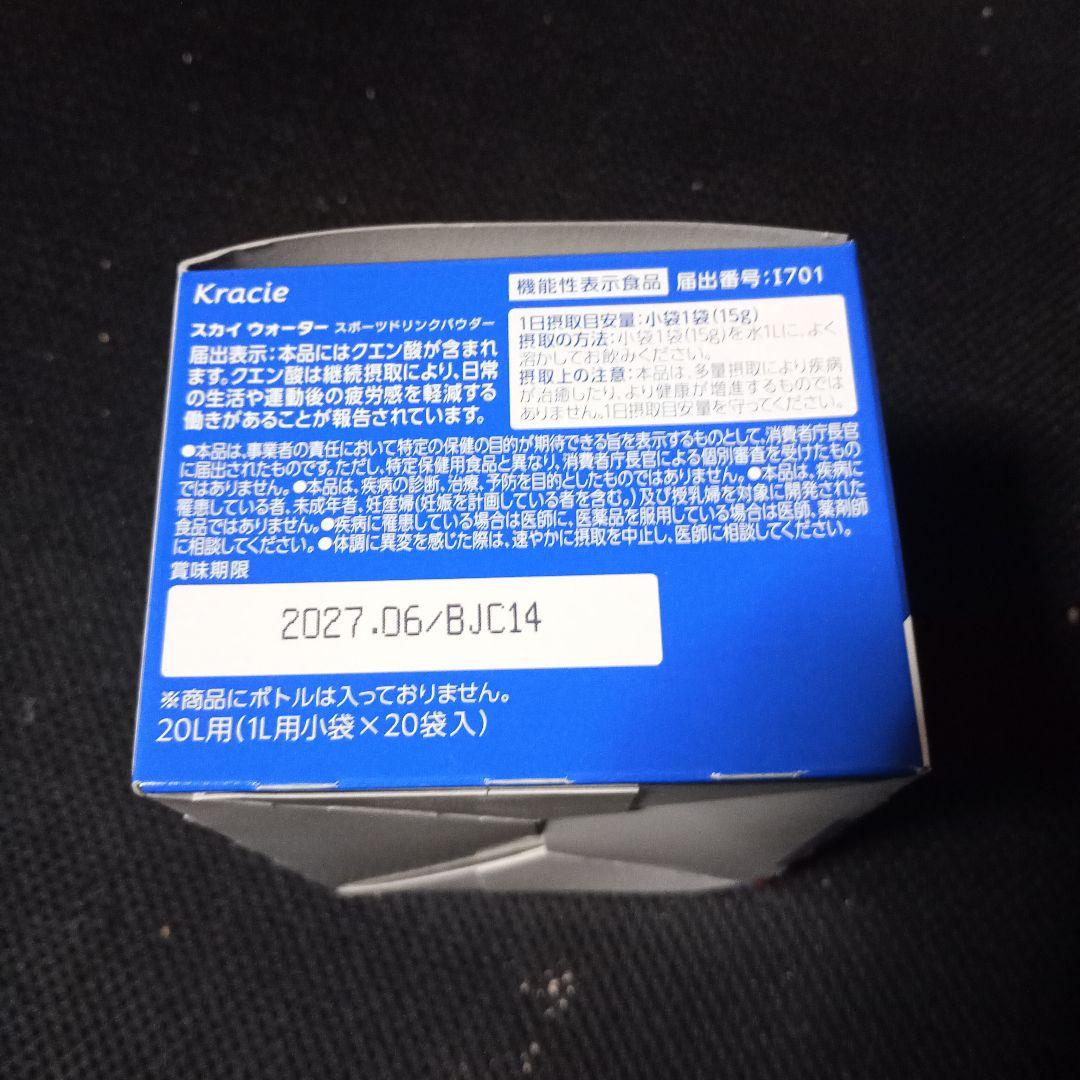 Kracie
スカイ ウォーター スポーツドリンクパウダー
届出表示：本品にはクエン酸が含まれ
ます。クエン酸は継続摂取により、日常
の生活や運動後の疲労感を軽減する
働きがあることが報告されています。
機能性表示食品 届出番号：I701
1日摂取目安量：小袋1袋(15g)
摂取の方法：小袋1袋(15g)を水1Lに、よく
溶かしてお飲みください。
摂取上の注意：本品は、多量摂取により疾病
が治癒したり、より健康が増進するものでは
ありません。1日摂取目安量を守ってください。
●本品は、事業者の責任において特定の保健の目的が期待できる旨を表示するものとして、消費者庁長官
に届出されたものです。ただし、特定保健用食品と異なり、消費者庁長官による個別審査を受けたもの
ではありません。●本品は、疾病の診断、治療、予防を目的としたものではありません。●本品は、疾病に
罹患している者、未成年者、妊産婦(妊娠を計画している者を含む。)及び授乳婦を対象に開発された
食品ではありません。●疾病に罹患している場合は医師に、医薬品を服用している場合は医師、薬剤師
に相談してください。●体調に異変を感じた際は、速やかに摂取を中止し、医師に相談してください。
賞味期限
2027.06/BJC14
※商品にボトルは入っておりません。
20L用(1L用小袋×20袋入)